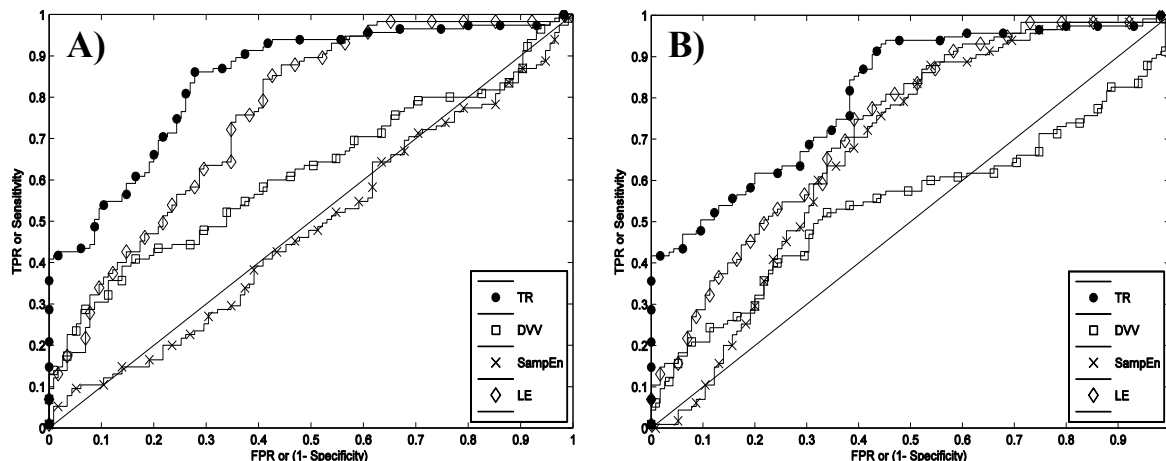 A)
1
0.9
0.8
0.7
0.6
0.5
0.4
0.3
0.2
0.1
0
TPR or Sensitivity
0 0.1 0.2 0.3 0.4 0.5 0.6 0.7 0.8 0.9 1
FPR or (1- Specificity)
TR
DVV
SampEn
LE
B)
1
0.9
0.8
0.7
0.6
0.5
0.4
0.3
0.2
0.1
0
TPR or Sensitivity
0 0.1 0.2 0.3 0.4 0.5 0.6 0.7 0.8 0.9
FPR or (1- Specificity)
TR
DVV
SampEn
LE